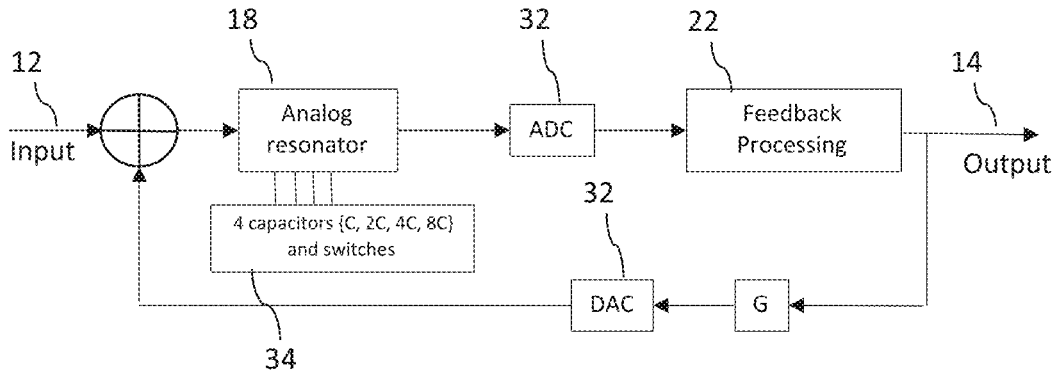 18
32
22
12
14
Analog
resonator
ADC
Feedback
Processing
Input
Output
4 capacitors {C, 2C, 4C, 8C}
and switches
32
DAC
G
34